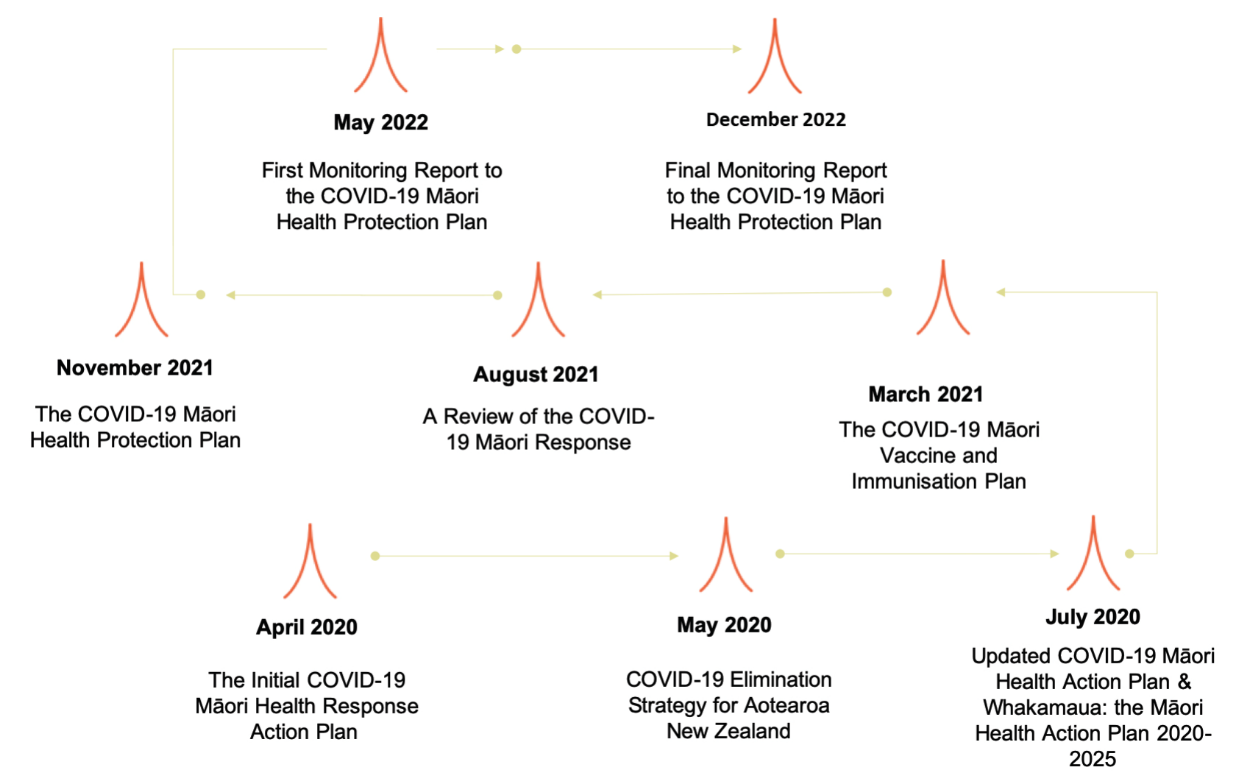 May 2022
First Monitoring Report to
the COVID-19 Māori
Health Protection Plan
December 2022
Final Monitoring Report
to the COVID-19 Māori
Health Protection Plan
November 2021
The COVID-19 Māori
Health Protection Plan
August 2021
A Review of the COVID-
19 Māori Response
March 2021
The COVID-19 Māori
Vaccine and
Immunisation Plan
April 2020
The Initial COVID-19
Māori Health Response
Action Plan
May 2020
COVID-19 Elimination
Strategy for Aotearoa
New Zealand
July 2020
Updated COVID-19 Māori
Health Action Plan &
Whakamaua: the Māori
Health Action Plan 2020-
2025